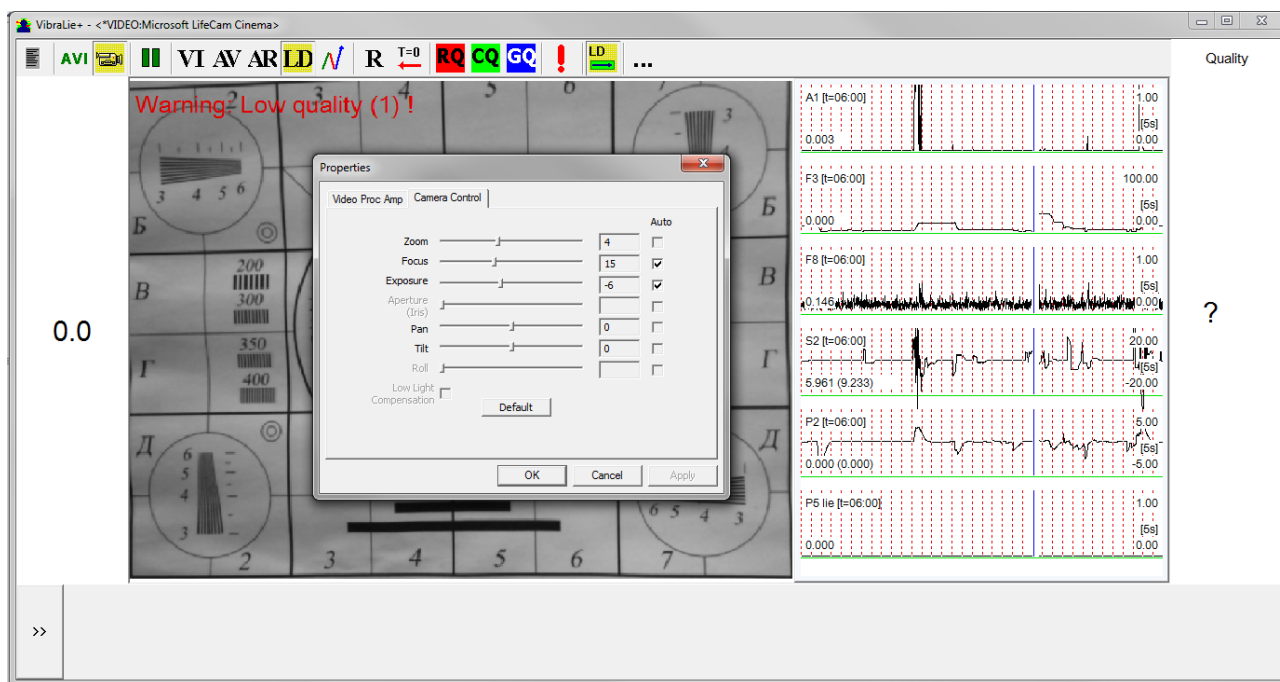 VibraLie+ - <*VIDEO:Microsoft LifeCam Cinema>
AVI VI AV AR LD R T=0 RQ CQ GQ ! LD ...
Quality
Warning: Low quality (1) !
2 3 4 5 6 7
3
3 4 5 6
Б
Б
200
300
В
В
350
400
Г
Г
Д
Д
6
5
4
3
6 5 4 3
2 3 4 5 6 7
0.0
Properties
Video Proc Amp
Camera Control
Auto
Zoom 4
Focus 15
Exposure -6
Aperture
(Iris)
Pan 0
Tilt 0
Roll
Low Light
Compensation
Default
OK Cancel Apply
A1 [t=06:00] 1.00
[5s]
0.003 0.00
F3 [t=06:00] 100.00
[5s]
0.000 0.00
F8 [t=06:00] 1.00
[5s]
0.146 0.00
S2 [t=06:00] 20.00
[5s]
5.961 (9.233) -20.00
P2 [t=06:00] 5.00
[5s]
0.000 (0.000) -5.00
P5 lie [t=06:00] 1.00
[5s]
0.000 0.00
?
>>